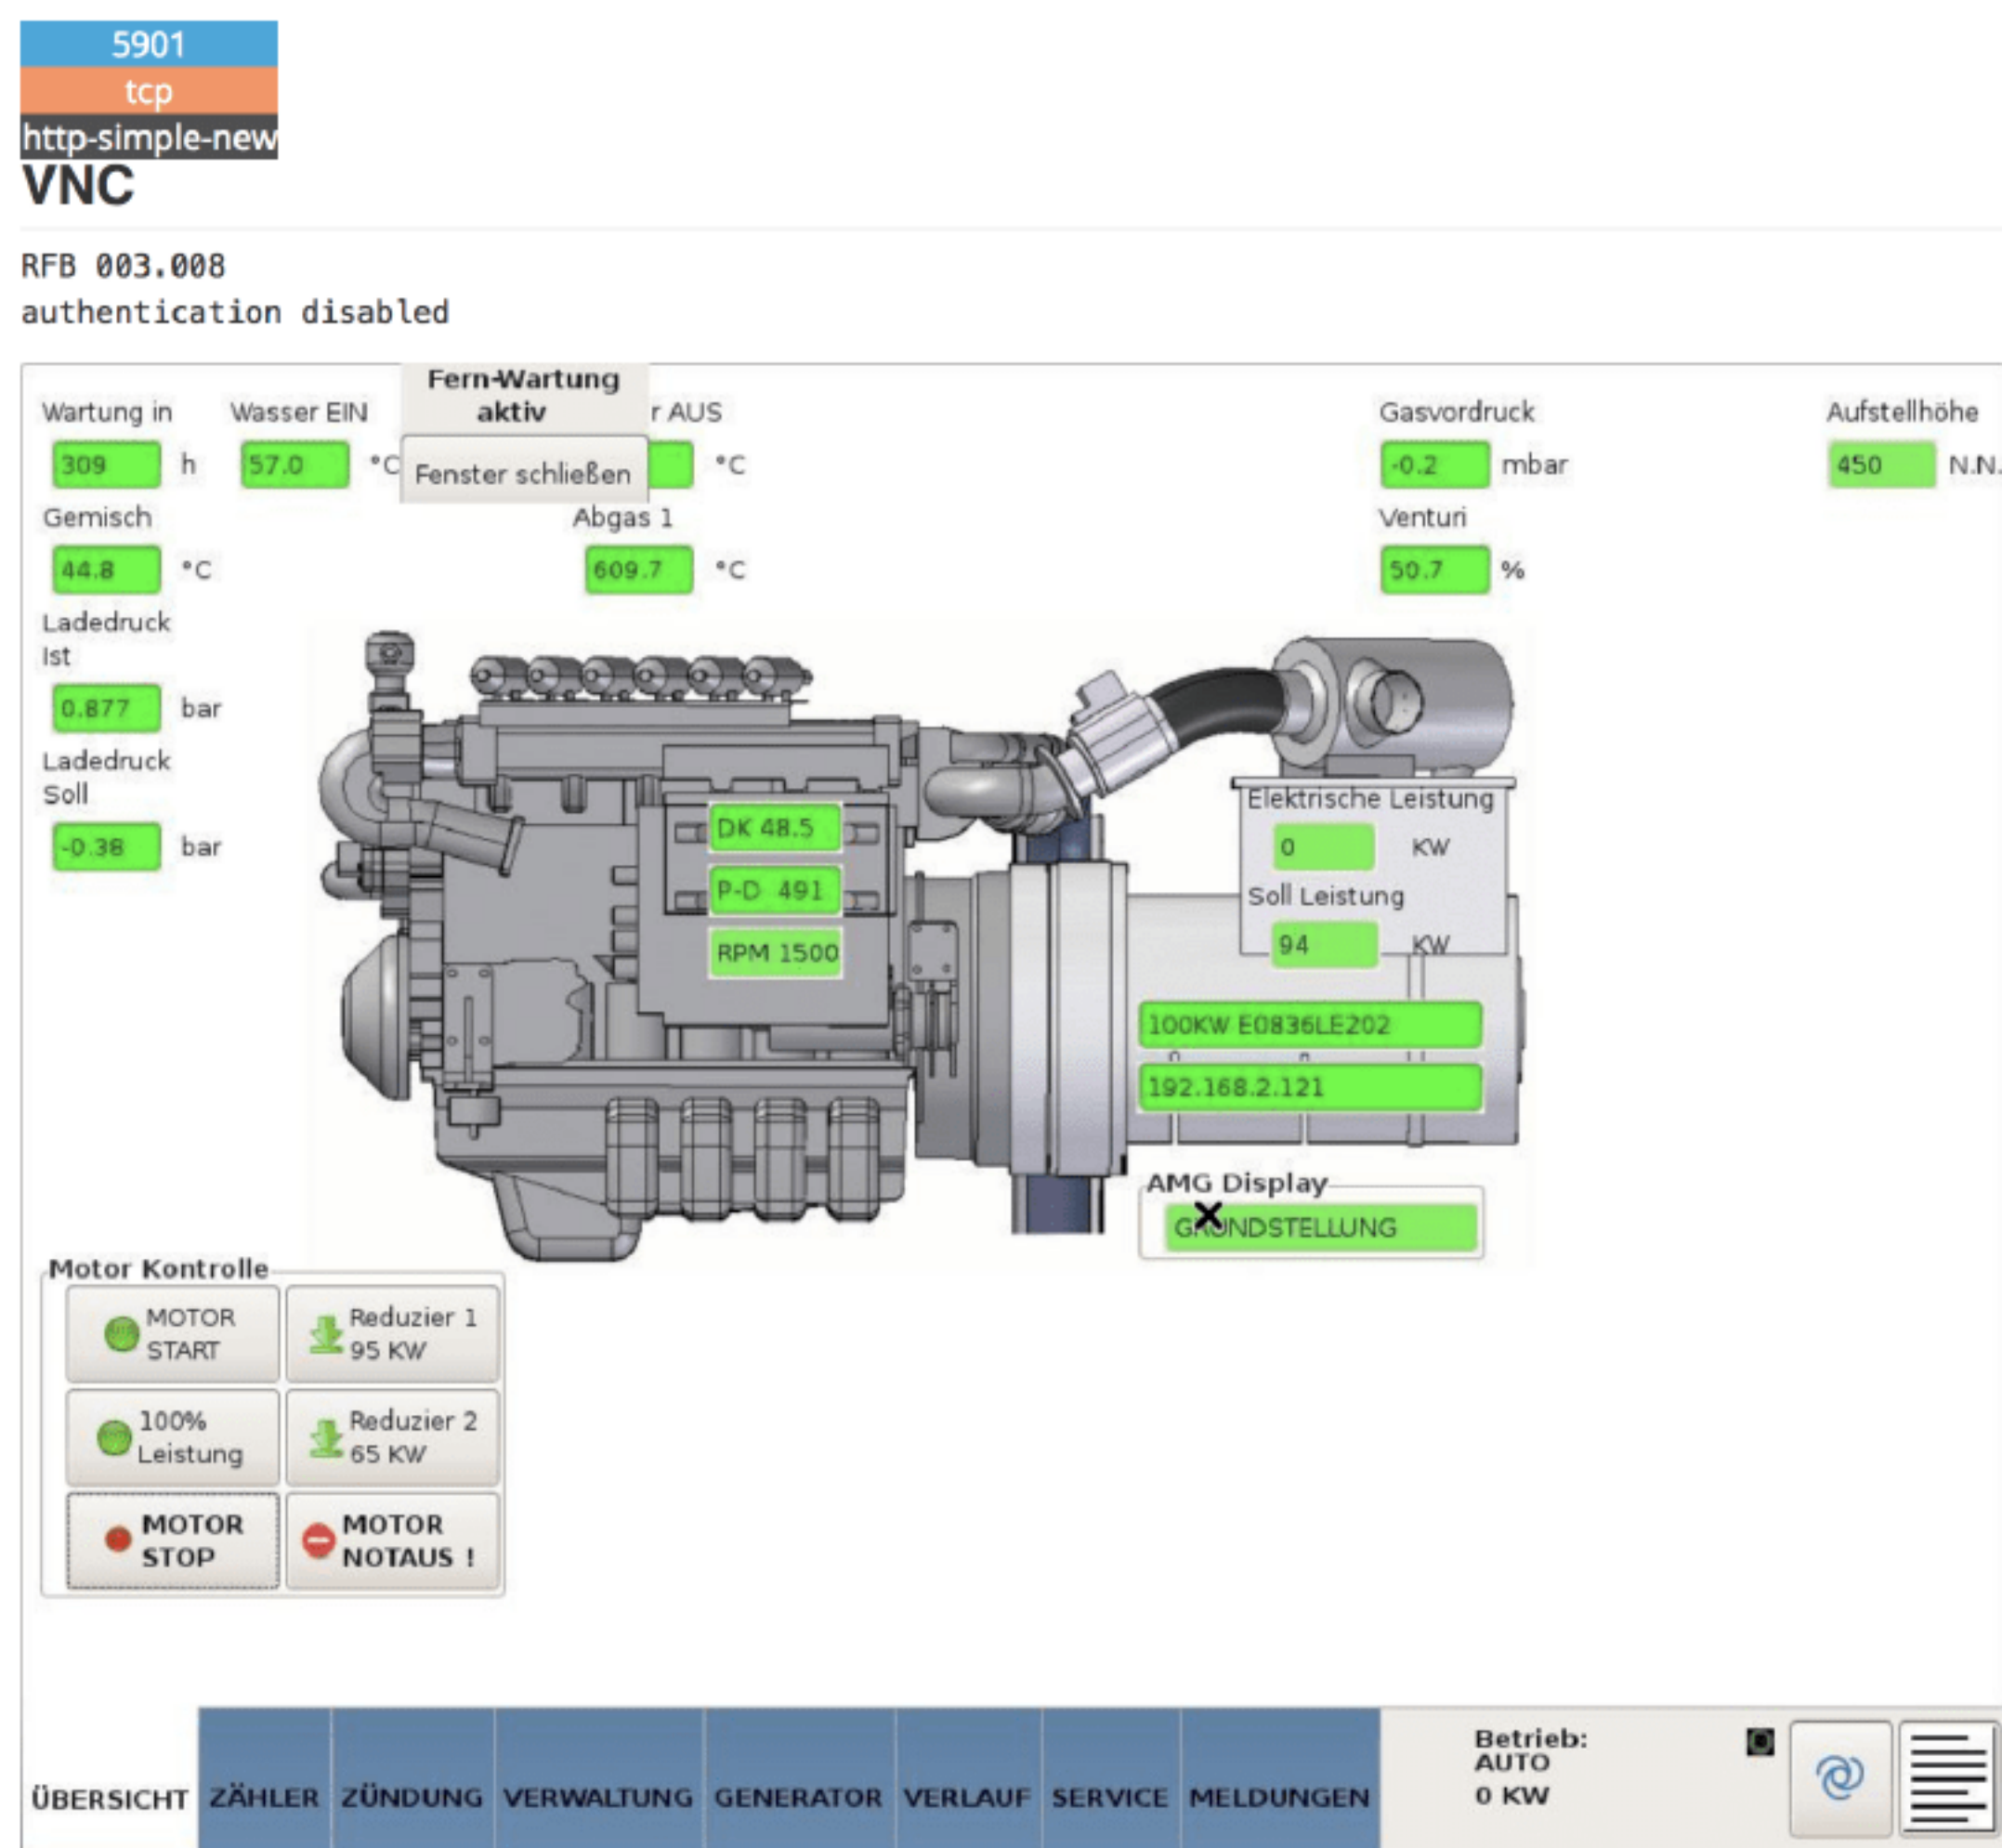 5901
tcp
http-simple-new
VNC
RFB 003.008
authentication disabled
Fern-Wartung
aktiv
Fenster schließen
Wartung in
309 h
Wasser EIN
57.0 °C
r AUS
°C
Gasvordruck
-0.2 mbar
Aufstellhöhe
450 N.N.
Gemisch
44.8 °C
Abgas 1
609.7 °C
Venturi
50.7 %
Ladedruck
Ist
0.877 bar
Ladedruck
Soll
-0.38 bar
DK 48.5
P-D 491
RPM 1500
Elektrische Leistung
0 KW
Soll Leistung
94 KW
100KW E0836LE202
192.168.2.121
AMG Display
GRUNDSTELLUNG
Motor Kontrolle
MOTOR
START
Reduzier 1
95 KW
100%
Leistung
Reduzier 2
65 KW
MOTOR
STOP
MOTOR
NOTAUS !
ÜBERSICHT ZÄHLER ZÜNDUNG VERWALTUNG GENERATOR VERLAUF SERVICE MELDUNGEN
Betrieb:
AUTO
0 KW